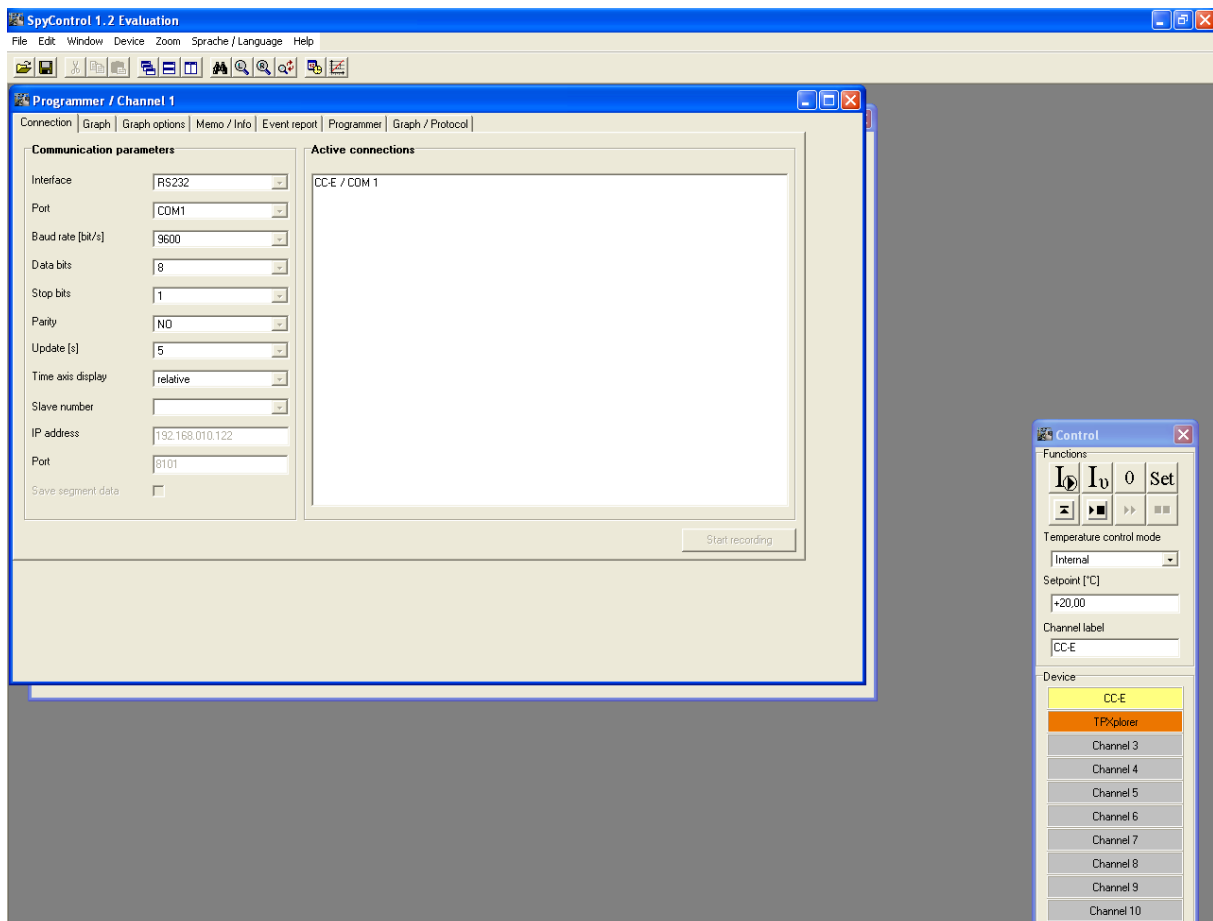 SpyControl 1.2 Evaluation
File Edit Window Device Zoom Sprache / Language Help
Programmer / Channel 1
Connection Graph Graph options Memo / Info Event report Programmer Graph / Protocol
Communication parameters
Interface RS232
Port COM1
Baud rate [bit/s] 9600
Data bits 8
Stop bits 1
Parity NO
Update [s] 5
Time axis display relative
Slave number
IP address 192.168.010.122
Port 8101
Save segment data
Active connections
CC-E / COM 1
Start recording
Control
Functions
I I υ 0 Set
Temperature control mode
Internal
Setpoint [°C]
+20,00
Channel label
CC-E
Device
CC-E
TPXplorer
Channel 3
Channel 4
Channel 5
Channel 6
Channel 7
Channel 8
Channel 9
Channel 10